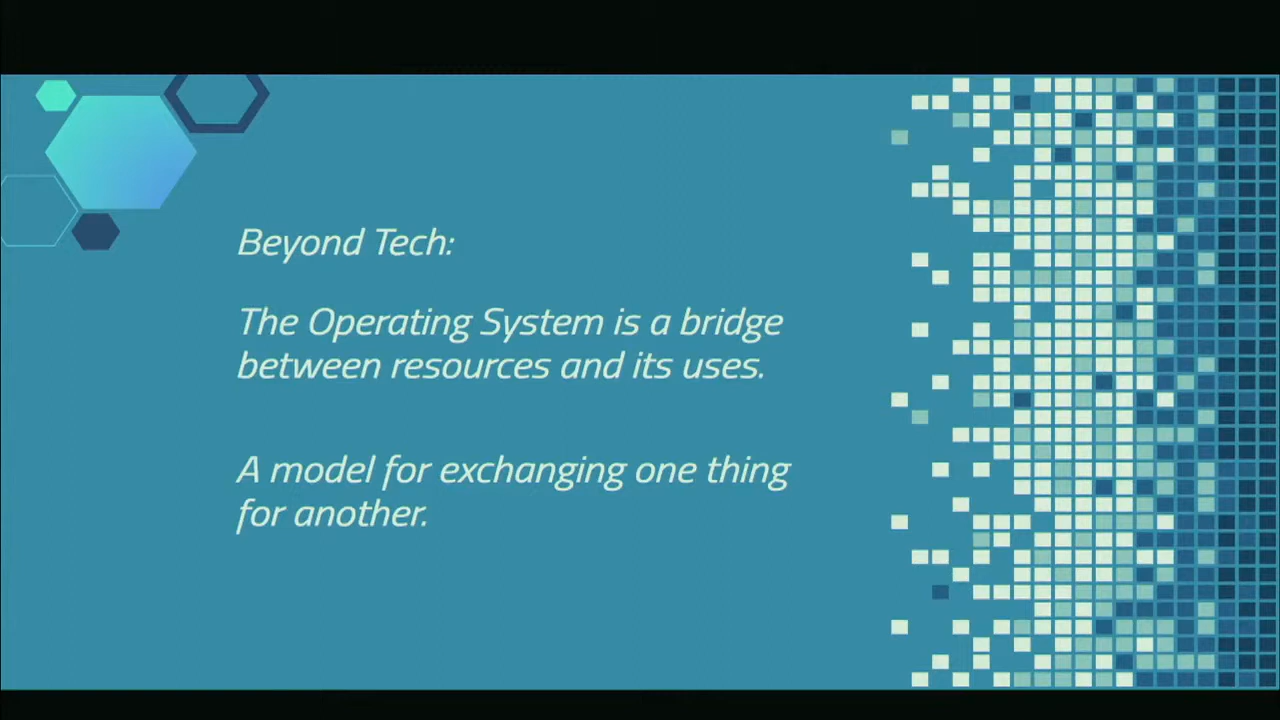 Beyond Tech:
The Operating System is a bridge
between resources and its uses.
A model for exchanging one thing
for another.